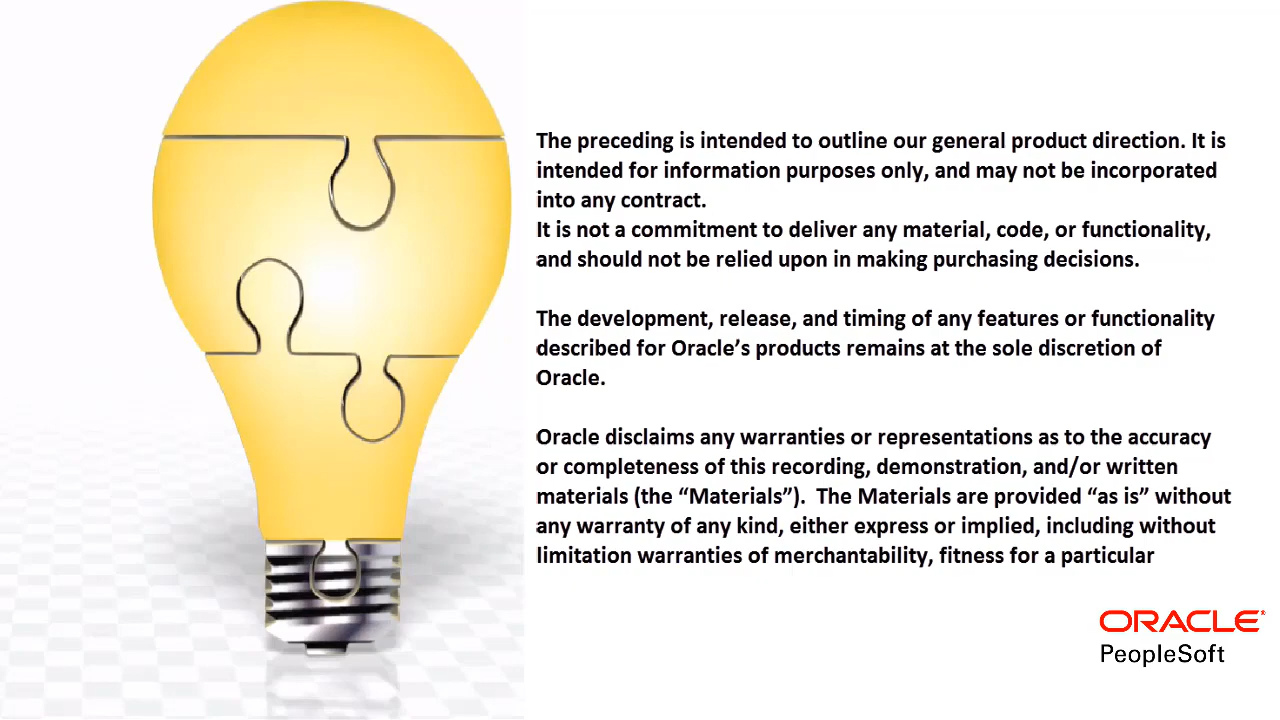 The preceding is intended to outline our general product direction. It is
intended for information purposes only, and may not be incorporated
into any contract.
It is not a commitment to deliver any material, code, or functionality,
and should not be relied upon in making purchasing decisions.
The development, release, and timing of any features or functionality
described for Oracle’s products remains at the sole discretion of
Oracle.
Oracle disclaims any warranties or representations as to the accuracy
or completeness of this recording, demonstration, and/or written
materials (the “Materials”).  The Materials are provided “as is” without
any warranty of any kind, either express or implied, including without
limitation warranties of merchantability, fitness for a particular
ORACLE
PeopleSoft